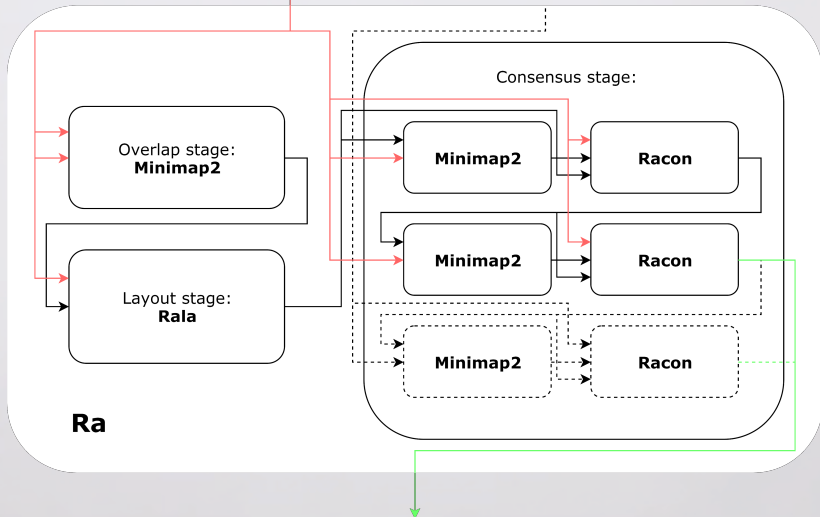 Consensus stage:
Overlap stage:
Minimap2
Minimap2
Racon
Minimap2
Racon
Layout stage:
Rala
Minimap2
Racon
Ra